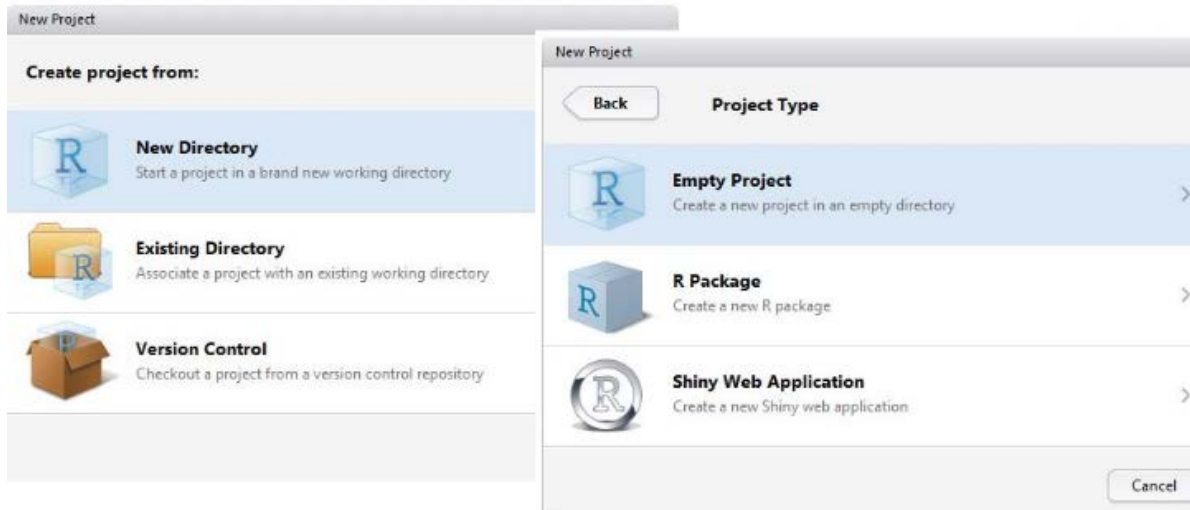 New Project
Create project from:
New Directory
Start a project in a brand new working directory
Existing Directory
Associate a project with an existing working directory
Version Control
Checkout a project from a version control repository
New Project
Back
Project Type
R
Empty Project
Create a new project in an empty directory
R
R Package
Create a new R package
R
Shiny Web Application
Create a new Shiny web application
Cancel